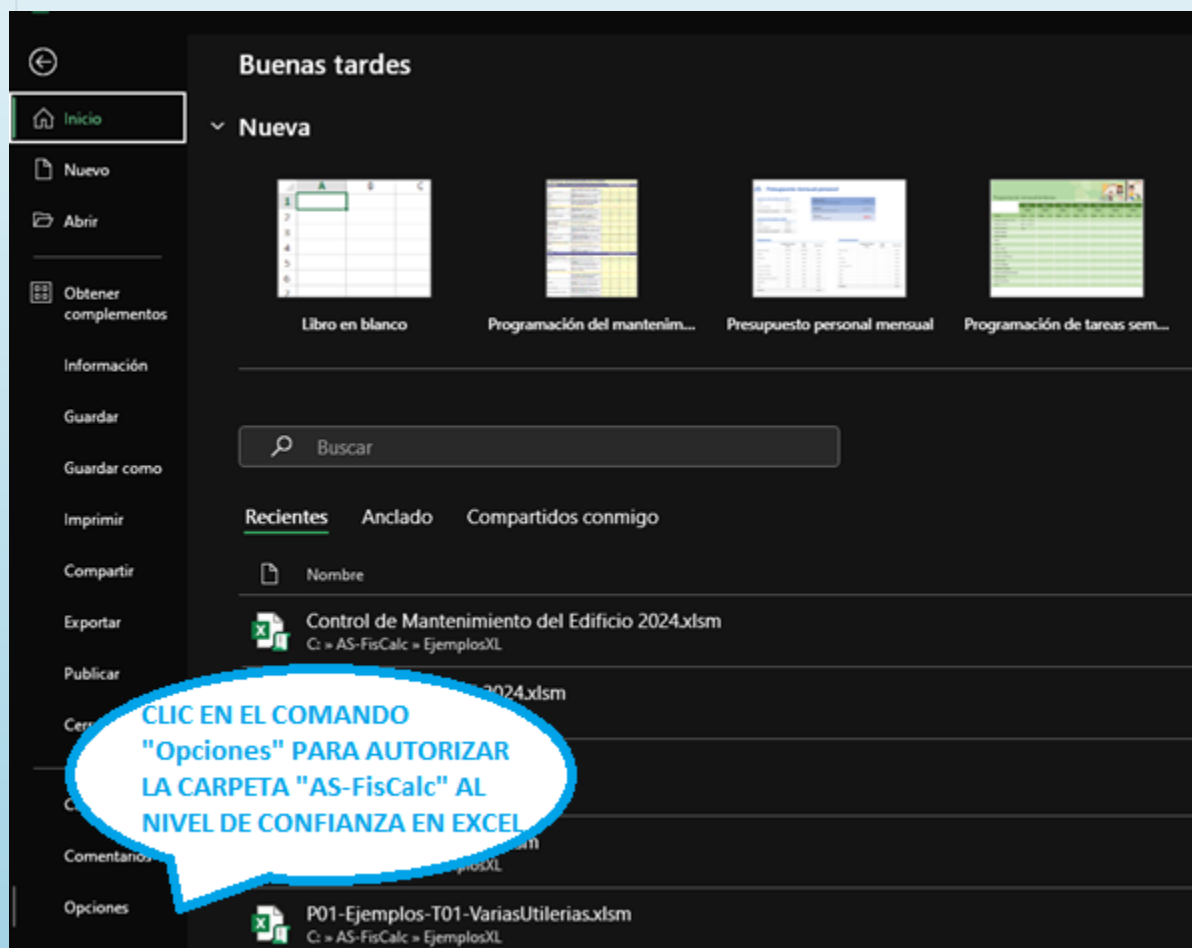 Buenas tardes
Inicio
Nueva
Nuevo
Abrir
A B C
1
2
3
4
5
6
7
Presupuesto mensual personal
Libro en blanco
Programación del mantenim...
Presupuesto personal mensual
Programación de tareas sem...
Obtener
complementos
Información
Guardar
Guardar como
Imprimir
Compartir
Exportar
Publicar
Buscar
Recientes Anclado Compartidos conmigo
Nombre
Control de Mantenimiento del Edificio 2024.xlsm
C: » AS-FisCalc » EjemplosXL
2024.xlsm
CLIC EN EL COMANDO
"Opciones" PARA AUTORIZAR
LA CARPETA "AS-FisCalc" AL
NIVEL DE CONFIANZA EN EXCEL
Comentarios
Opciones
P01-Ejemplos-T01-VariasUtilerias.xlsm
C: » AS-FisCalc » EjemplosXL